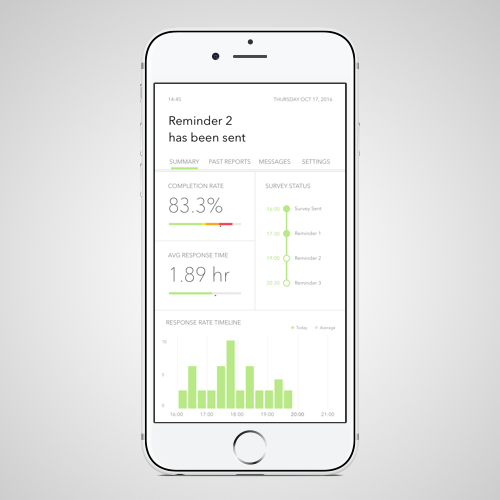 14:45 THURSDAY OCT 17, 2016
Reminder 2
has been sent
SUMMARY PAST REPORTS MESSAGES SETTINGS
COMPLETION RATE
83.3%
AVG RESPONSE TIME
1.89 hr
SURVEY STATUS
16:00 Survey Sent
17:30 Reminder 1
19:00 Reminder 2
20:30 Reminder 3
RESPONSE RATE TIMELINE
Today Average
10
5
0
16:00 17:00 18:00 19:00 20:00 21:00